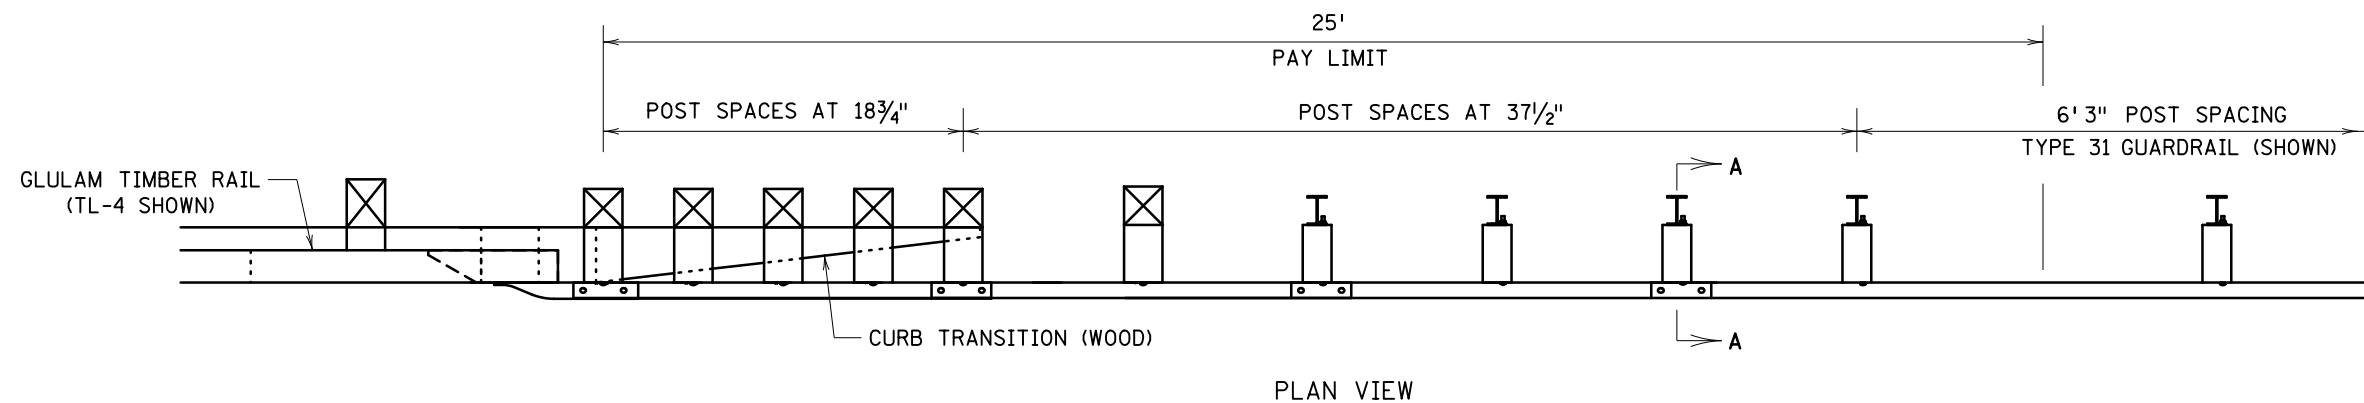 25'
PAY LIMIT
POST SPACES AT 18¾"
POST SPACES AT 37½"
6'3" POST SPACING
TYPE 31 GUARDRAIL (SHOWN)
GLULAM TIMBER RAIL
(TL-4 SHOWN)
A
CURB TRANSITION (WOOD)
A
PLAN VIEW